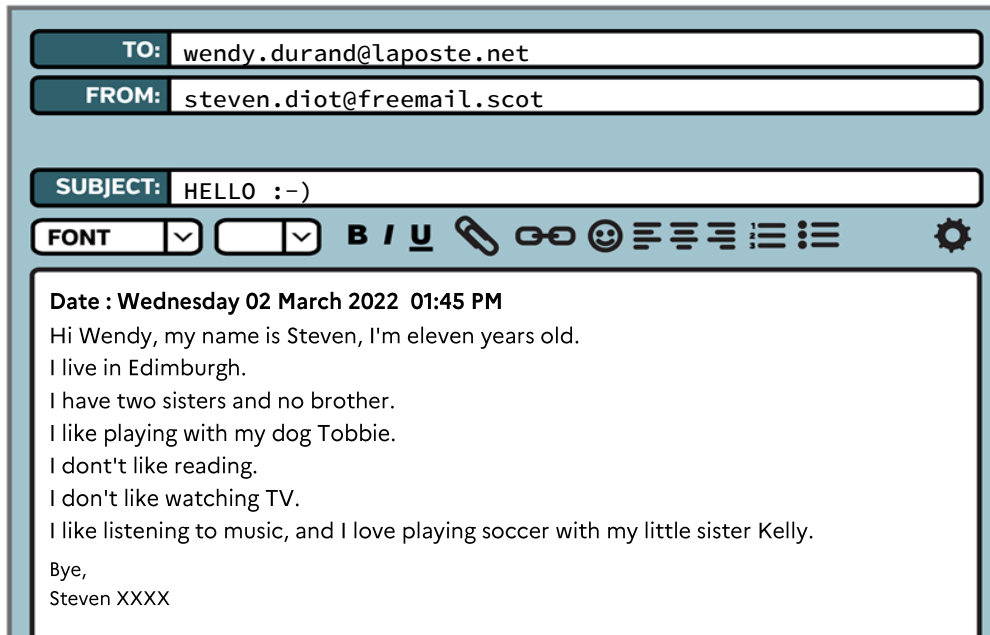 TO: wendy.durand@laposte.net
FROM: steven.diot@freemail.scot
SUBJECT: HELLO :-)
FONT B I U
Date : Wednesday 02 March 2022  01:45 PM
Hi Wendy, my name is Steven, I'm eleven years old.
I live in Edimburgh.
I have two sisters and no brother.
I like playing with my dog Tobbie.
I dont't like reading.
I don't like watching TV.
I like listening to music, and I love playing soccer with my little sister Kelly.
Bye,
Steven XXXX